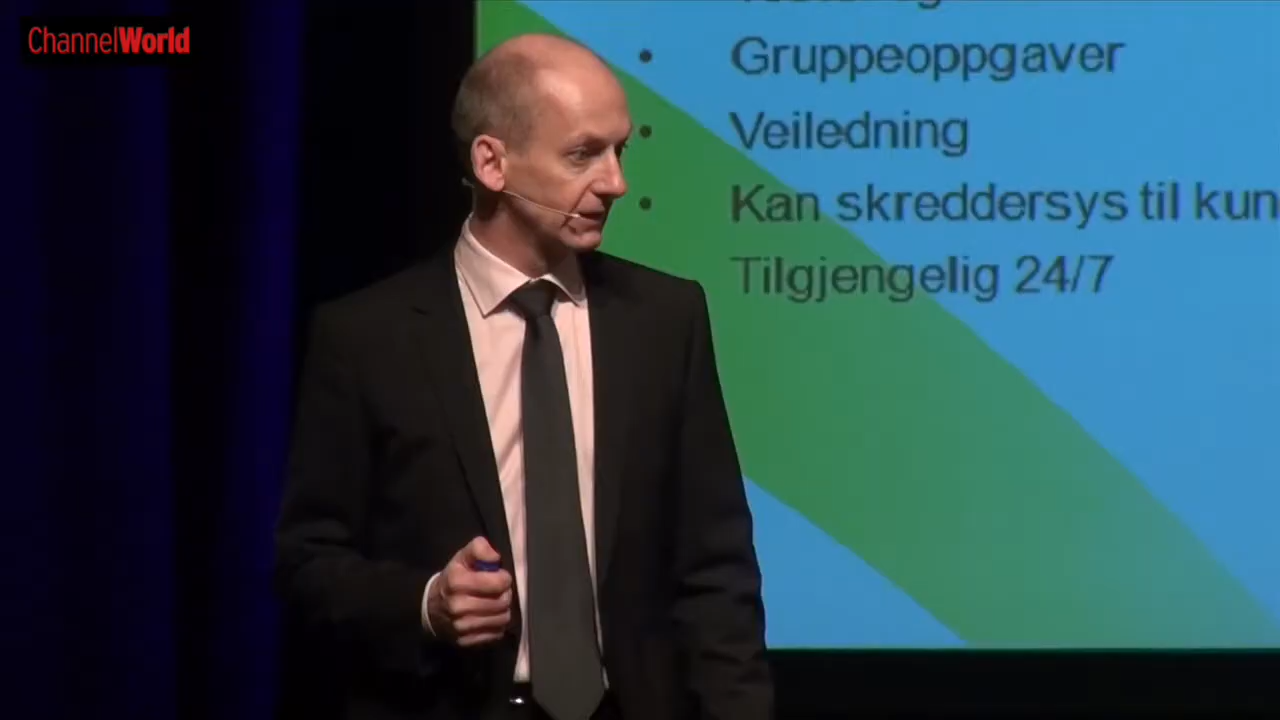 ChannelWorld
Gruppeoppgaver
Veiledning
Kan skreddersys til kun
Tilgjengelig 24/7